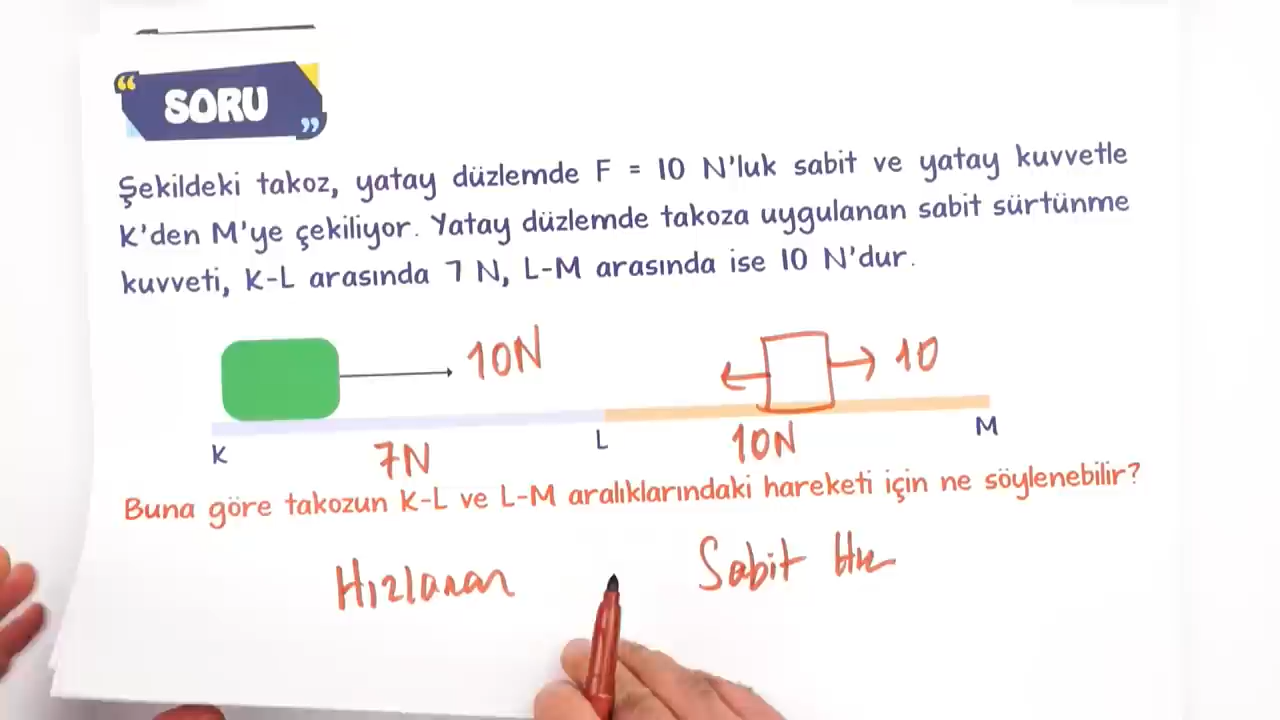 “ SORU ”
Şekildeki takoz, yatay düzlemde F = 10 N'luk sabit ve yatay kuvvetle
K'den M'ye çekiliyor. Yatay düzlemde takoza uygulanan sabit sürtünme
kuvveti, K-L arasında 7 N, L-M arasında ise 10 N'dur.
10N
10
K
7N
L
10N
M
Buna göre takozun K-L ve L-M aralıklarındaki hareketi için ne söylenebilir?
Hızlanan
Sabit Hız